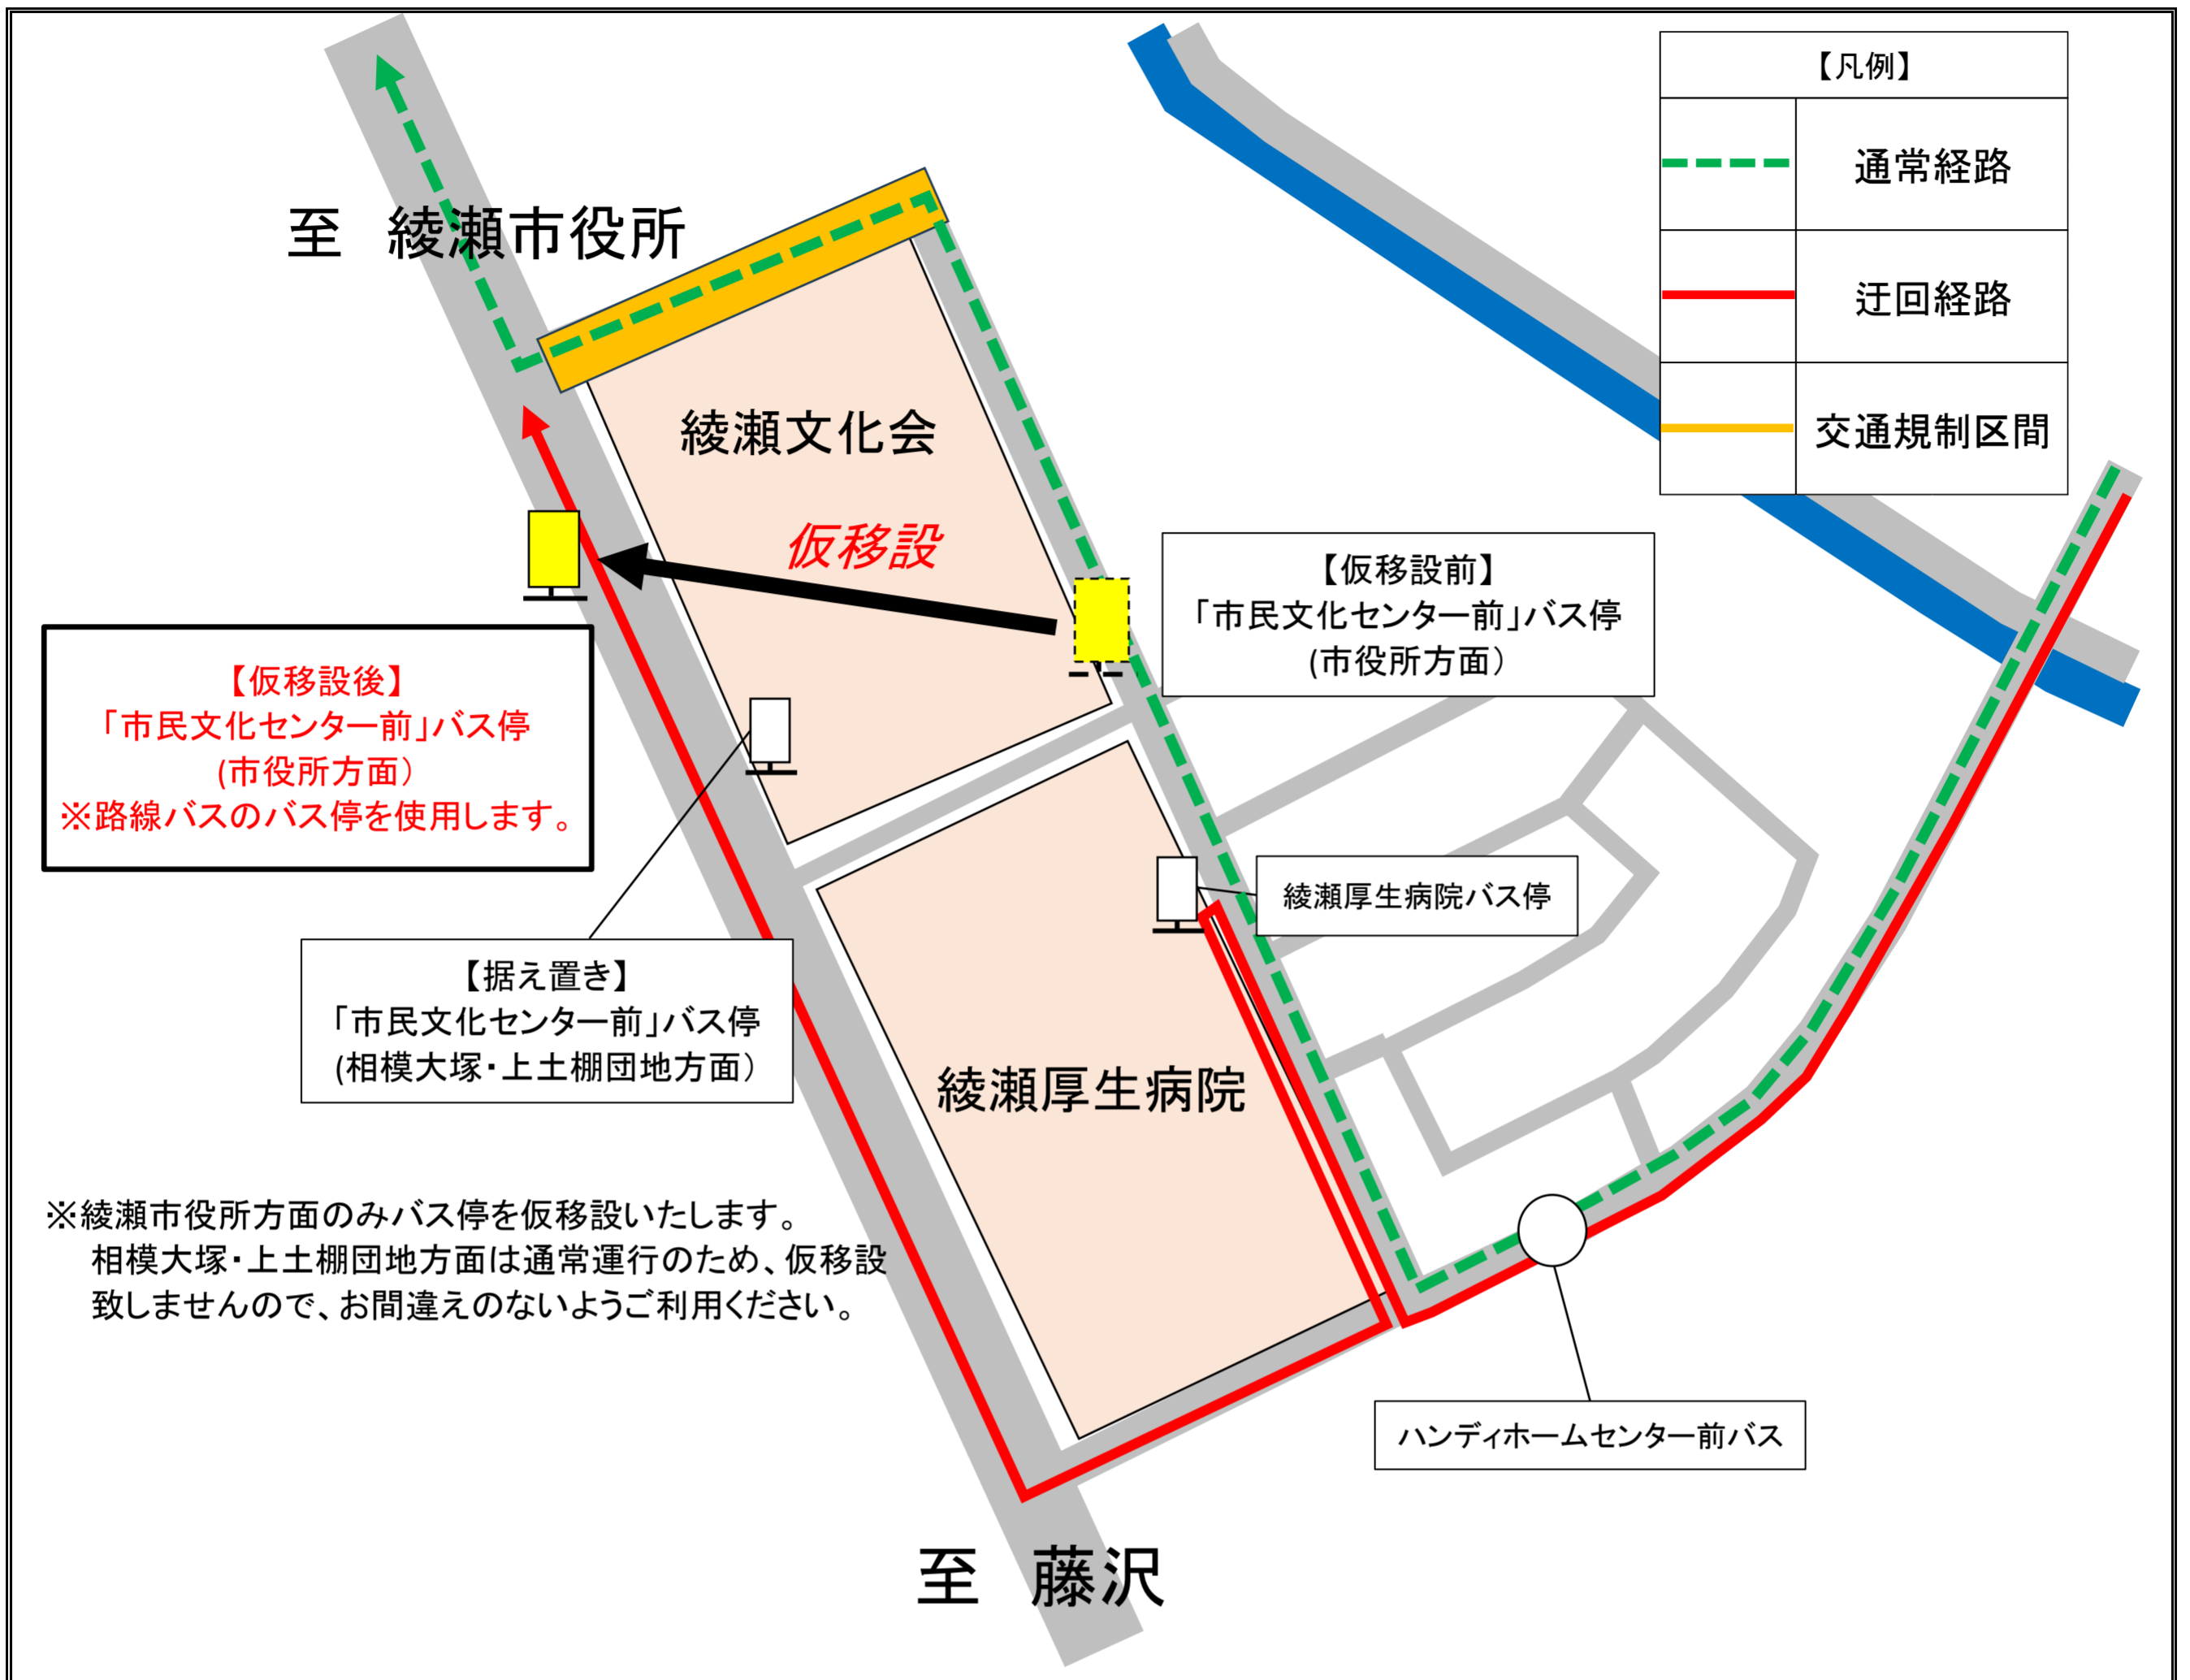 【凡例】
通常経路
迂回経路
交通規制区間
至　綾瀬市役所
綾瀬文化会
仮移設
【仮移設前】
「市民文化センター前」バス停
(市役所方面）
【仮移設後】
「市民文化センター前」バス停
(市役所方面）
※路線バスのバス停を使用します。
綾瀬厚生病院バス停
【据え置き】
「市民文化センター前」バス停
(相模大塚・上土棚団地方面）
綾瀬厚生病院
※綾瀬市役所方面のみバス停を仮移設いたします。
相模大塚・上土棚団地方面は通常運行のため、仮移設
致しませんので、お間違えのないようご利用ください。
ハンディホームセンター前バス
至　藤沢